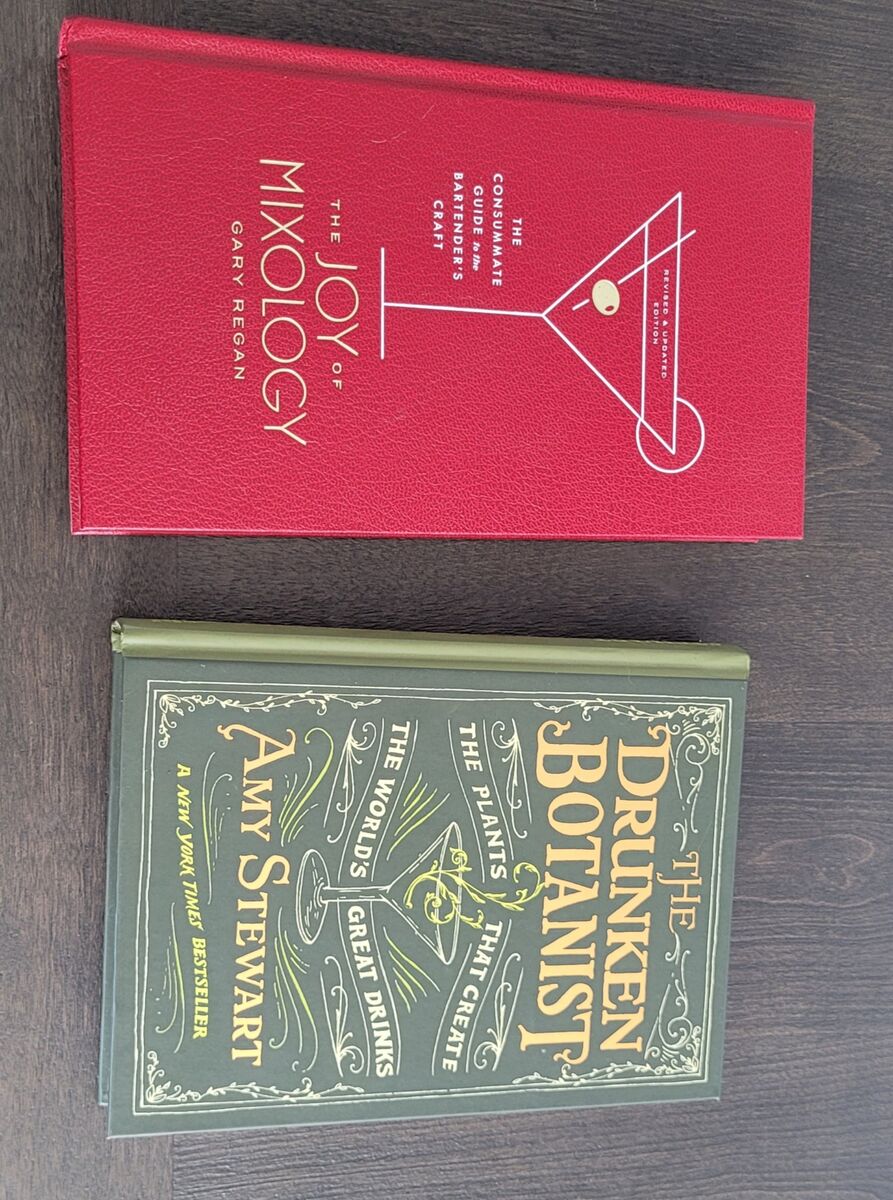 THE
CONSUMMATE
GUIDE to the
BARTENDER'S
CRAFT
REVISED & UPDATED
EDITION
THE JOY OF
MIXOLOGY
GARY REGAN
THE
DRUNKEN
BOTANIST
THE PLANTS THAT CREATE
THE WORLD'S GREAT DRINKS
AMY STEWART
A NEW YORK TIMES BESTSELLER